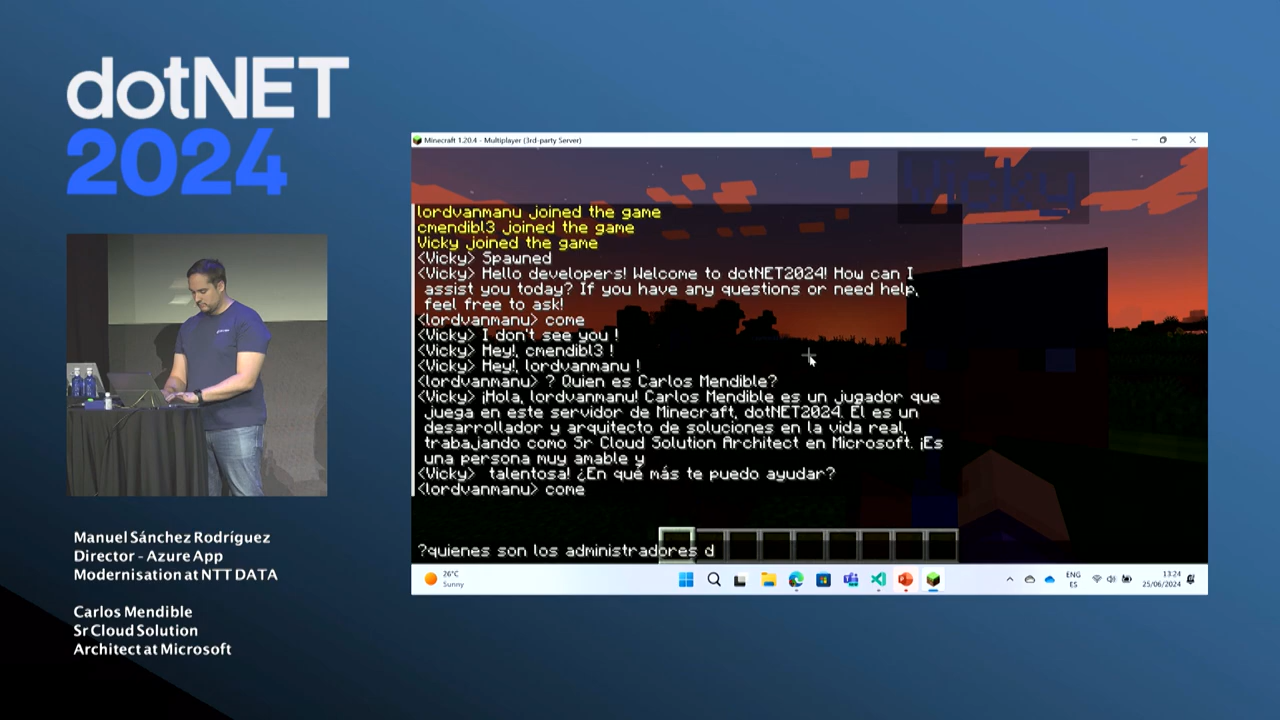 dotNET
2024
Minecraft 1.20.4 - Multiplayer (3rd-party Server)
Vicky
lordvanmanu joined the game
cmendibl3 joined the game
Vicky joined the game
<Vicky> Spawned
<Vicky> Hello developers! Welcome to dotNET2024! How can I
assist you today? If you have any questions or need help,
feel free to ask!
<lordvanmanu> come
<Vicky> I don't see you !
<Vicky> Hey!, cmendibl3 !
<Vicky> Hey!, lordvanmanu !
<lordvanmanu> ? Quien es Carlos Mendible?
<Vicky> ¡Hola, lordvanmanu! Carlos Mendible es un jugador que
juega en este servidor de Minecraft, dotNET2024. Él es un
desarrollador y arquitecto de soluciones en la vida real,
trabajando como Sr Cloud Solution Architect en Microsoft. ¡Es
una persona muy amable y
<Vicky> talentosa! ¿En qué más te puedo ayudar?
<lordvanmanu> come
?quienes son los administradores d
26°C
Sunny
ENG
ES
13:24
25/06/2024
Manuel Sánchez Rodríguez
Director - Azure App
Modernisation at NTT DATA
Carlos Mendible
Sr Cloud Solution
Architect at Microsoft